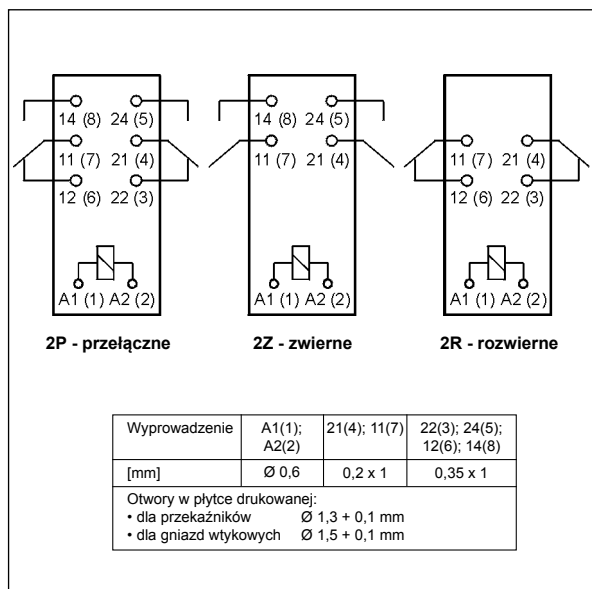 14 (8) 24 (5)
11 (7) 21 (4)
12 (6) 22 (3)
A1 (1) A2 (2)
2P - przełączne
14 (8) 24 (5)
11 (7) 21 (4)
A1 (1) A2 (2)
2Z - zwierne
11 (7) 21 (4)
12 (6) 22 (3)
A1 (1) A2 (2)
2R - rozwierne
Wyprowadzenie A1(1); 21(4); 11(7) 22(3); 24(5);
A2(2) 12(6); 14(8)
[mm] Ø 0,6 0,2 x 1 0,35 x 1
Otwory w płytce drukowanej:
• dla przekaźników Ø 1,3 + 0,1 mm
• dla gniazd wtykowych Ø 1,5 + 0,1 mm